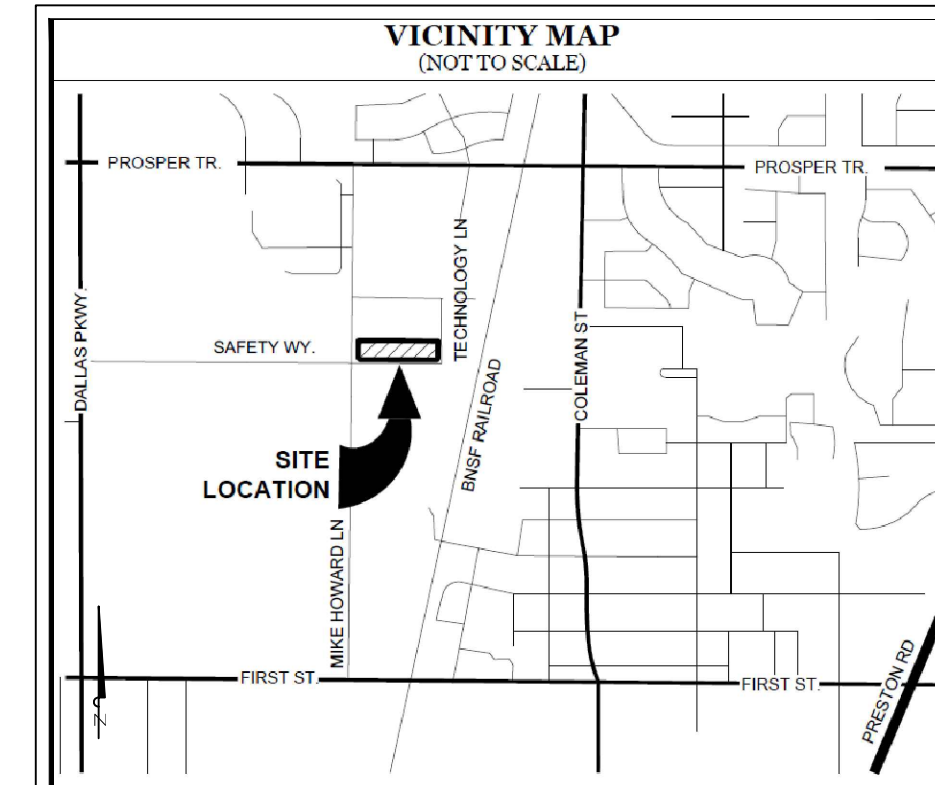 VICINITY MAP
(NOT TO SCALE)
PROSPER TR.
PROSPER TR.
TECHNOLOGY LN
DALLAS PKWY.
SAFETY WY.
COLEMAN ST
BNSF RAILROAD
SITE
LOCATION
MIKE HOWARD LN
FIRST ST.
FIRST ST.
PRESTON RD
N